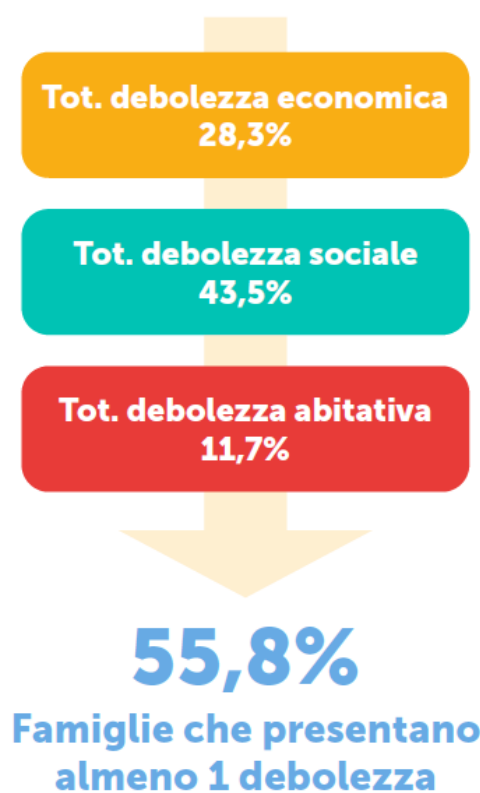 Tot. debolezza economica
28,3%
Tot. debolezza sociale
43,5%
Tot. debolezza abitativa
11,7%
55,8%
Famiglie che presentano
almeno 1 debolezza